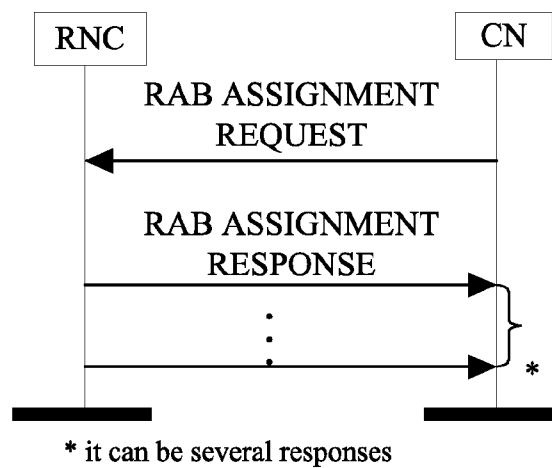 RNC
CN
RAB ASSIGNMENT
REQUEST
RAB ASSIGNMENT
RESPONSE
*
* it can be several responses